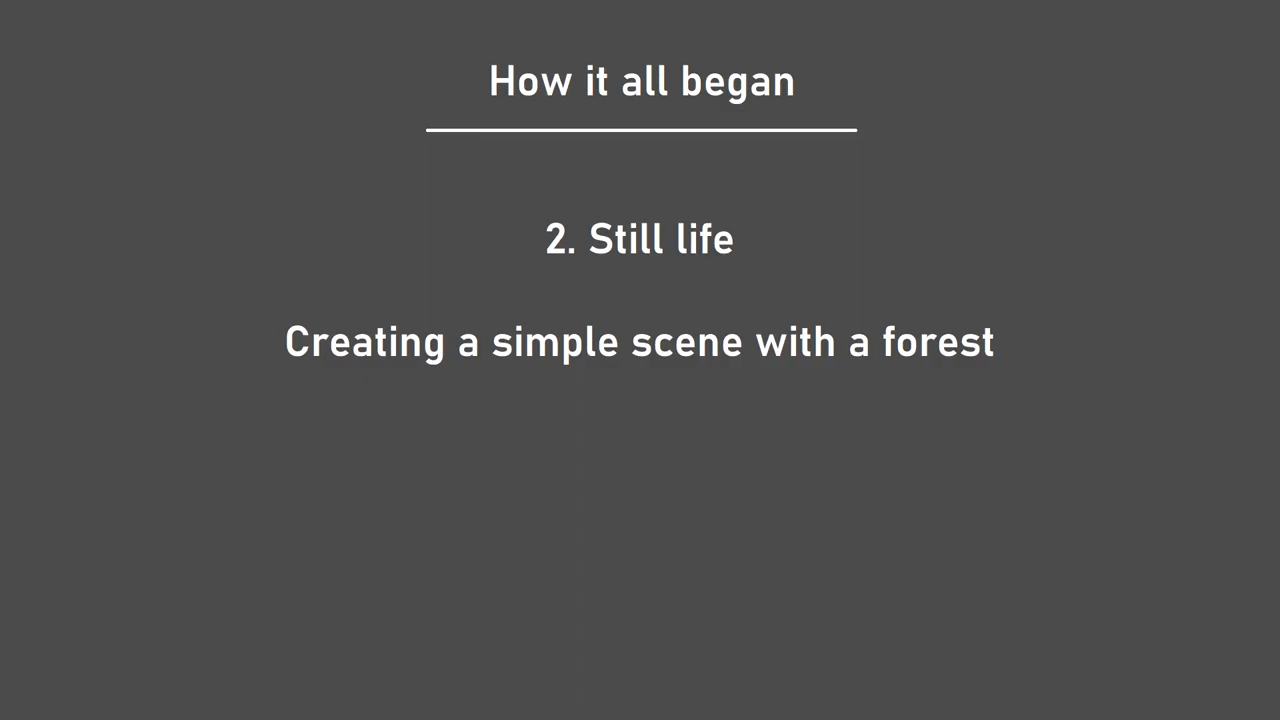 How it all began
2. Still life
Creating a simple scene with a forest